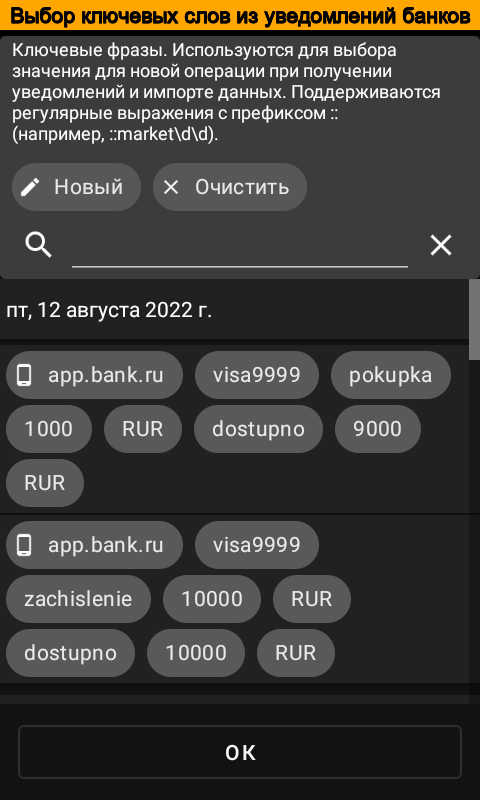 Выбор ключевых слов из уведомлений банков
Ключевые фразы. Используются для выбора
значения для новой операции при получении
уведомлений и импорте данных. Поддерживаются
регулярные выражения с префиксом ::
(например, ::market\d\d).
Новый Очистить
пт, 12 августа 2022 г.
app.bank.ru visa9999 pokupka
1000 RUR dostupno 9000
RUR
app.bank.ru visa9999
zachislenie 10000 RUR
dostupno 10000 RUR
ОК